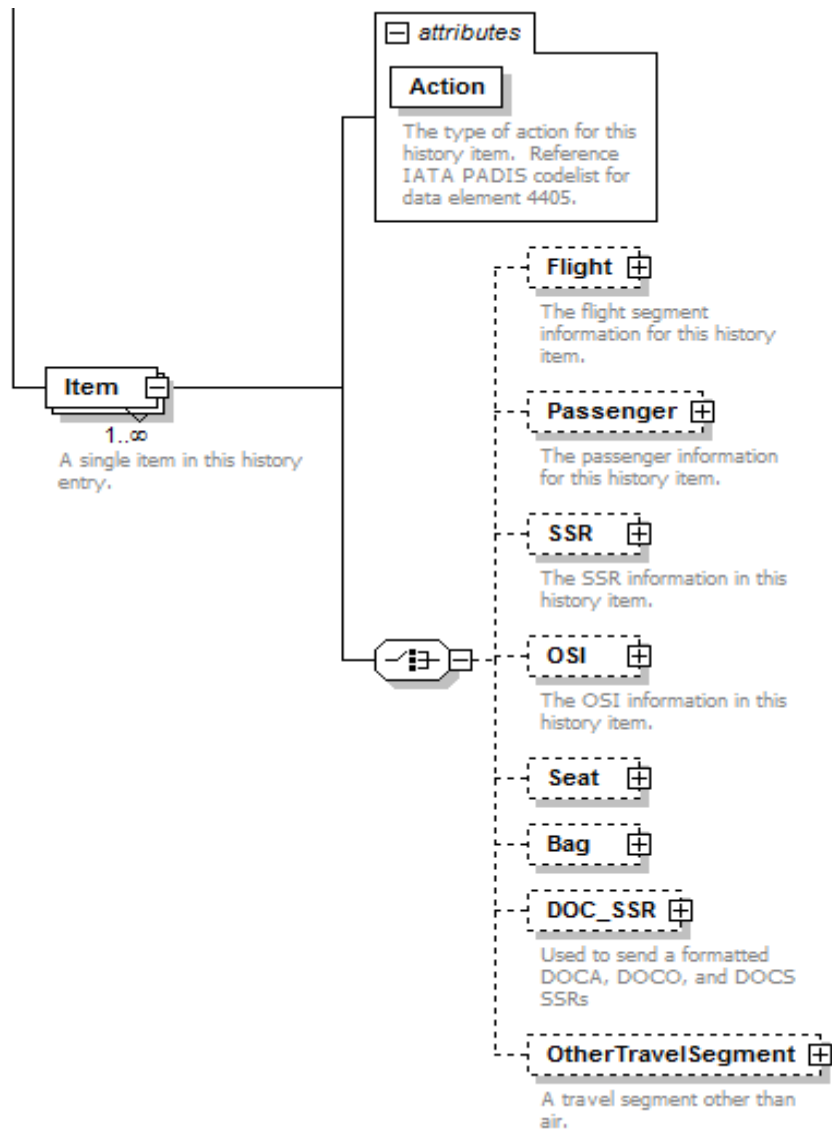 attributes
Action
The type of action for this
history item.  Reference
IATA PADIS codelist for
data element 4405.
Item
1..∞
A single item in this history
entry.
Flight
The flight segment
information for this history
item.
Passenger
The passenger information
for this history item.
SSR
The SSR information in this
history item.
OSI
The OSI information in this
history item.
Seat
Bag
DOC_SSR
Used to send a formatted
DOCA, DOCO, and DOCS
SSRs
OtherTravelSegment
A travel segment other than
air.